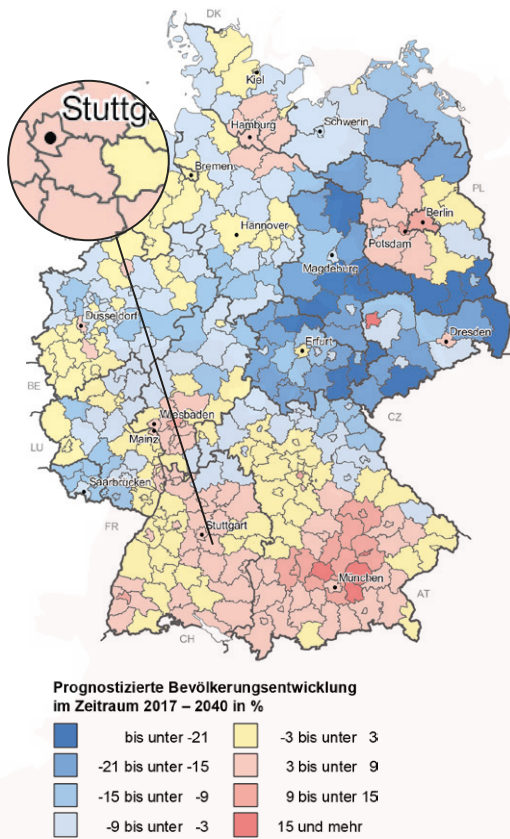 DK
Kiel
Stuttg
Schwerin
Hamburg
Bremen
PL
Berlin
Hannover
Potsdam
Magdeburg
Düsseldorf
Dresden
Erfurt
BE
Wiesbaden
CZ
LU
Mainz
Saarbrücken
FR
Stuttgart
München
AT
CH
Prognostizierte Bevölkerungsentwicklung
im Zeitraum 2017 – 2040 in %
bis unter -21
-3 bis unter 3
-21 bis unter -15
3 bis unter 9
-15 bis unter -9
9 bis unter 15
-9 bis unter -3
15 und mehr